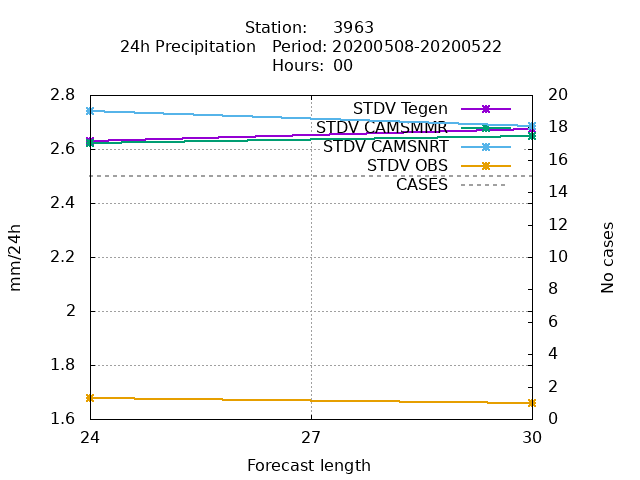 Station: 3963
24h Precipitation Period: 20200508-20200522
Hours: 00
2.8
2.6
2.4
2.2
2
1.8
1.6
mm/24h
STDV Tegen
STDV CAMSMMR
STDV CAMSNRT
STDV OBS
CASES
20
18
16
14
12
10
8
6
4
2
0
No cases
24 27 30
Forecast length